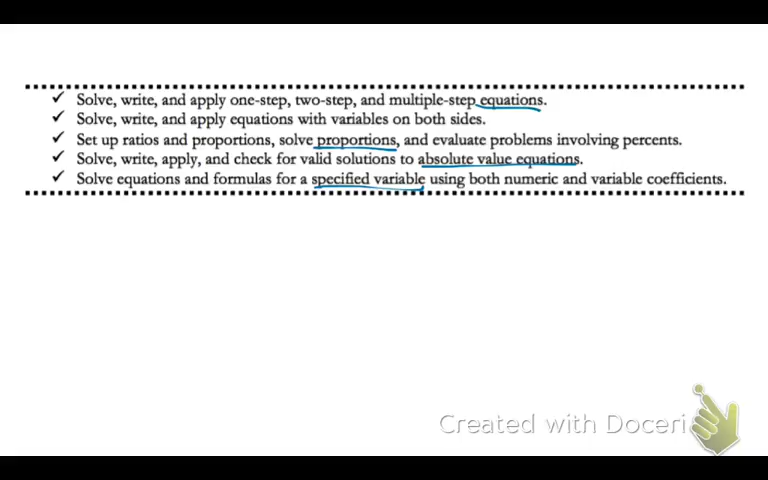 ✓ Solve, write, and apply one-step, two-step, and multiple-step equations.
✓ Solve, write, and apply equations with variables on both sides.
✓ Set up ratios and proportions, solve proportions, and evaluate problems involving percents.
✓ Solve, write, apply, and check for valid solutions to absolute value equations.
✓ Solve equations and formulas for a specified variable using both numeric and variable coefficients.
Created with Doceri